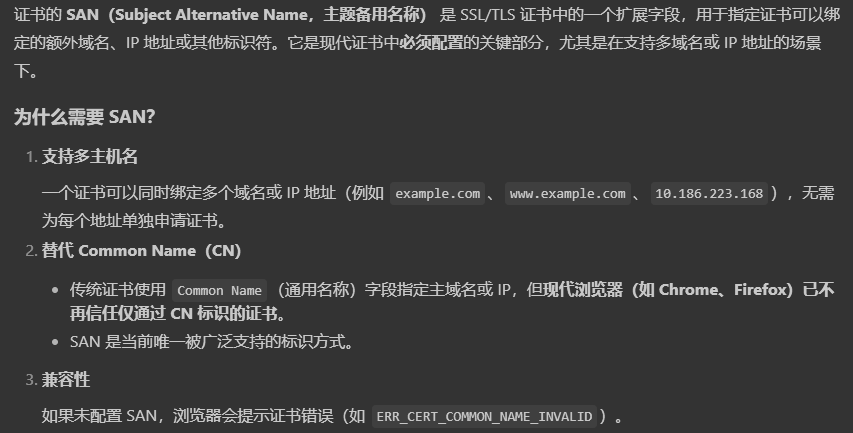 证书的 SAN（Subject Alternative Name，主题备用名称） 是 SSL/TLS 证书中的一个扩展字段，用于指定证书可以绑
定的额外域名、IP 地址或其他标识符。它是现代证书中必须配置的关键部分，尤其是在支持多域名或 IP 地址的场景
下。
为什么需要 SAN？
1. 支持多主机名
一个证书可以同时绑定多个域名或 IP 地址（例如 example.com 、 www.example.com 、 10.186.223.168 ），无需
为每个地址单独申请证书。
2. 替代 Common Name（CN）
• 传统证书使用 Common Name （通用名称）字段指定主域名或 IP，但现代浏览器（如 Chrome、Firefox）已不
再信任仅通过 CN 标识的证书。
• SAN 是当前唯一被广泛支持的标识方式。
3. 兼容性
如果未配置 SAN，浏览器会提示证书错误（如 ERR_CERT_COMMON_NAME_INVALID ）。